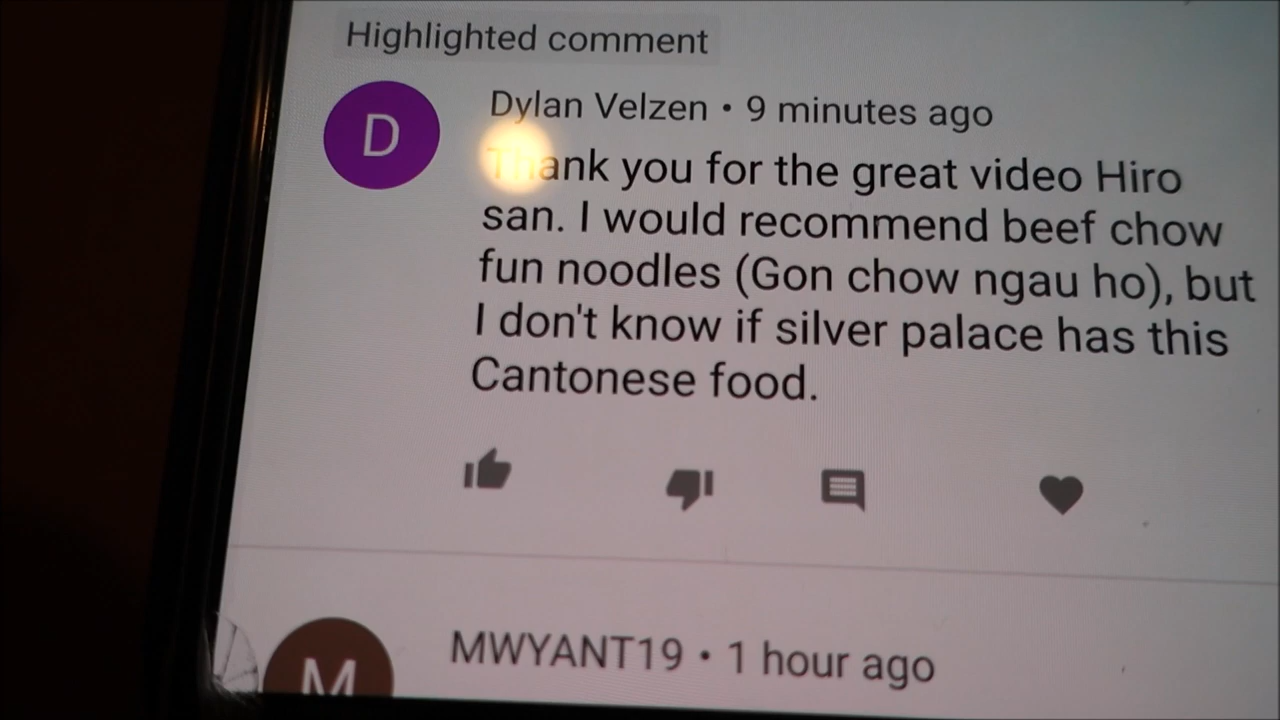 Highlighted comment
D
Dylan Velzen • 9 minutes ago
Thank you for the great video Hiro
san. I would recommend beef chow
fun noodles (Gon chow ngau ho), but
I don't know if silver palace has this
Cantonese food.
M
MWYANT19 • 1 hour ago